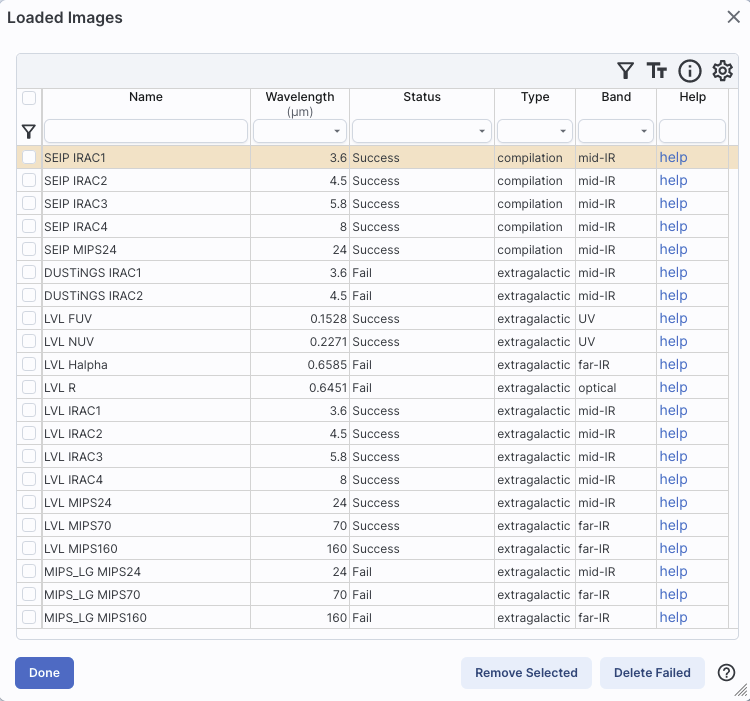 Loaded Images
Name Wavelength Status Type Band Help
(µm)
SEIP IRAC1 3.6 Success compilation mid-IR help
SEIP IRAC2 4.5 Success compilation mid-IR help
SEIP IRAC3 5.8 Success compilation mid-IR help
SEIP IRAC4 8 Success compilation mid-IR help
SEIP MIPS24 24 Success compilation mid-IR help
DUSTiNGS IRAC1 3.6 Fail extragalactic mid-IR help
DUSTiNGS IRAC2 4.5 Fail extragalactic mid-IR help
LVL FUV 0.1528 Success extragalactic UV help
LVL NUV 0.2271 Success extragalactic UV help
LVL Halpha 0.6585 Fail extragalactic far-IR help
LVL R 0.6451 Fail extragalactic optical help
LVL IRAC1 3.6 Success extragalactic mid-IR help
LVL IRAC2 4.5 Success extragalactic mid-IR help
LVL IRAC3 5.8 Success extragalactic mid-IR help
LVL IRAC4 8 Success extragalactic mid-IR help
LVL MIPS24 24 Success extragalactic mid-IR help
LVL MIPS70 70 Success extragalactic far-IR help
LVL MIPS160 160 Success extragalactic far-IR help
MIPS_LG MIPS24 24 Fail extragalactic mid-IR help
MIPS_LG MIPS70 70 Fail extragalactic far-IR help
MIPS_LG MIPS160 160 Fail extragalactic far-IR help
Done Remove Selected Delete Failed